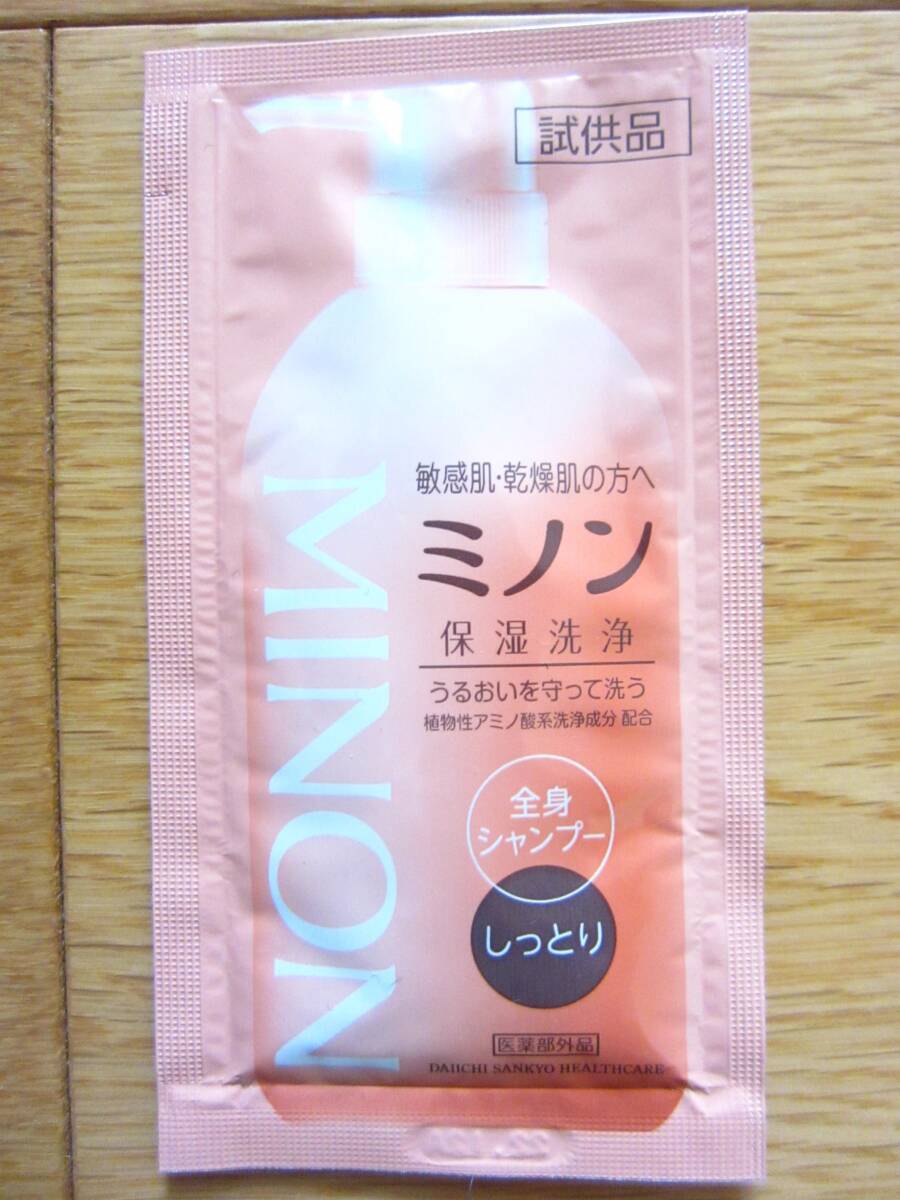 試供品
敏感肌・乾燥肌の方へ
ミノン
保湿洗浄
うるおいを守って洗う
植物性アミノ酸系洗浄成分 配合
MINON
全身
シャンプー
しっとり
医薬部外品
DAIICHI SANKYO HEALTHCARE